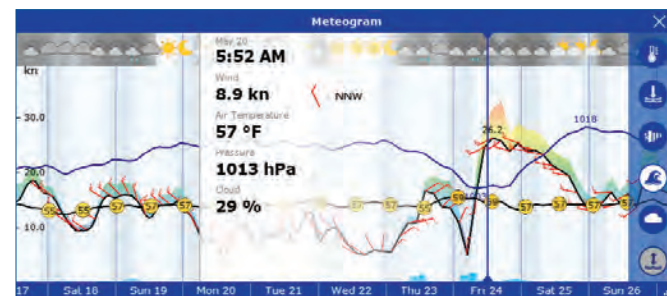 Meteogram
kn
30.0
20.0
10.0
May 20
5:52 AM
Wind
8.9 kn NNW
Air Temperature
57 °F
Pressure
1013 hPa
Cloud
29 %
26.2
1018
55 55 57 57 57 57 57 55 59 59 57 57 57
17 Sat 18 Sun 19 Mon 20 Tue 21 Wed 22 Thu 23 Fri 24 Sat 25 Sun 26